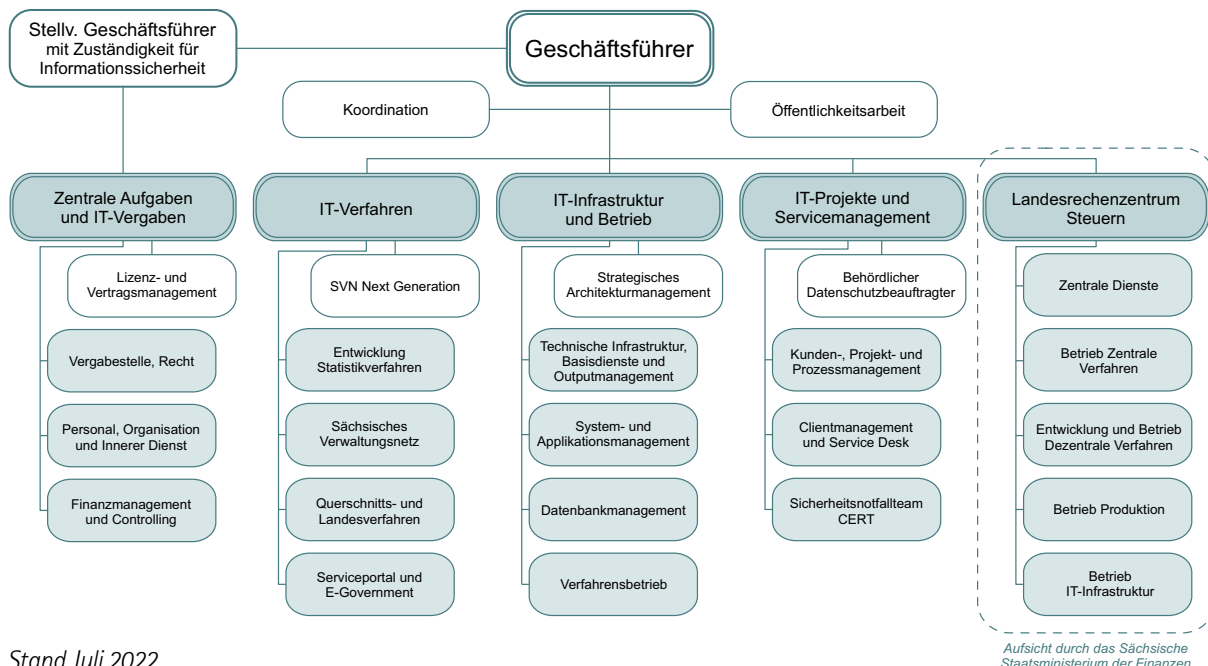 Stellv. Geschäftsführer
mit Zuständigkeit für
Informationssicherheit
Geschäftsführer
Koordination
Öffentlichkeitsarbeit
Zentrale Aufgaben
und IT-Vergaben
IT-Verfahren
IT-Infrastruktur
und Betrieb
IT-Projekte und
Servicemanagement
Landesrechenzentrum
Steuern
Lizenz- und
Vertragsmanagement
SVN Next Generation
Strategisches
Architekturmanagement
Behördlicher
Datenschutzbeauftragter
Zentrale Dienste
Vergabestelle, Recht
Entwicklung
Statistikverfahren
Technische Infrastruktur,
Basisdienste und
Outputmanagement
Kunden-, Projekt- und
Prozessmanagement
Betrieb Zentrale
Verfahren
Personal, Organisation
und Innerer Dienst
Sächsisches
Verwaltungsnetz
System- und
Applikationsmanagement
Clientmanagement
und Service Desk
Entwicklung und Betrieb
Dezentrale Verfahren
Finanzmanagement
und Controlling
Querschnitts- und
Landesverfahren
Datenbankmanagement
Sicherheitsnotfallteam
CERT
Betrieb Produktion
Serviceportal und
E-Government
Verfahrensbetrieb
Betrieb
IT-Infrastruktur
Stand Juli 2022
Aufsicht durch das Sächsische
Staatsministerium der Finanzen